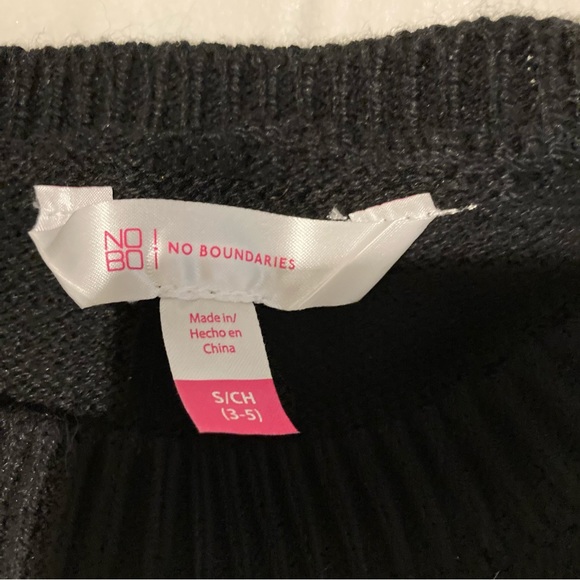 NO
BO
NO BOUNDARIES
Made in/
Hecho en
China
S/CH
(3-5)